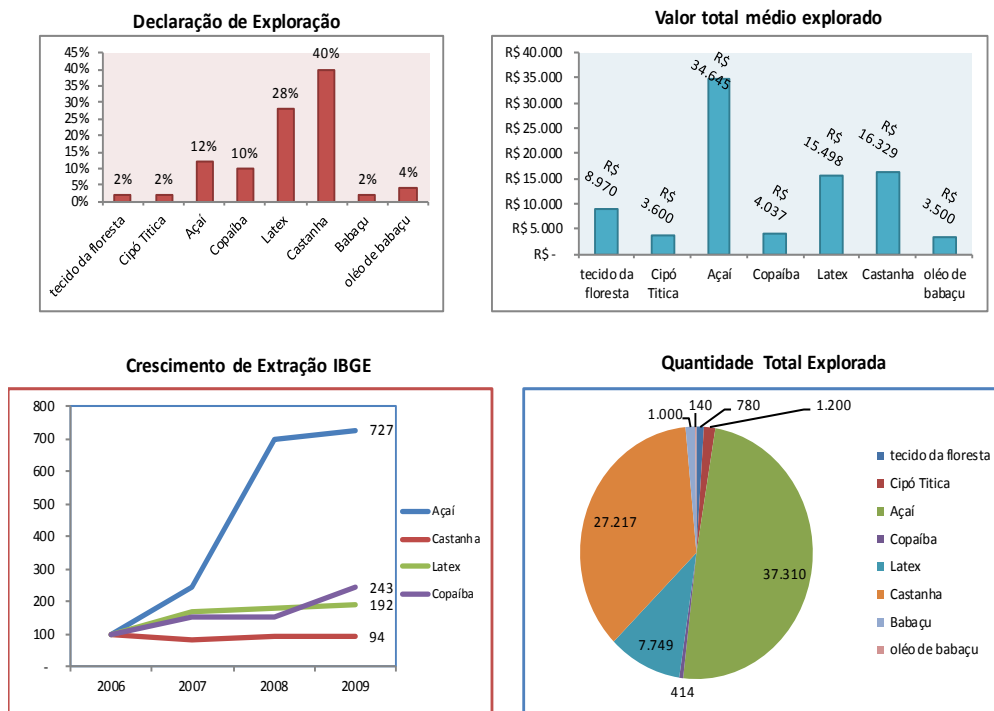 Declaração de Exploração
45%
40%
35%
30%
25%
20%
15%
10%
5%
0%
2%
2%
12%
10%
28%
40%
2%
4%
tecido da floresta
Cipó Titica
Açaí
Copaíba
Latex
Castanha
Babaçu
oléo de babaçu
Valor total médio explorado
R$ 40.000
R$ 35.000
R$ 30.000
R$ 25.000
R$ 20.000
R$ 15.000
R$ 10.000
R$ 5.000
R$ -
R$
8.970
R$
3.600
R$
34.645
R$
4.037
R$
15.498
R$
16.329
R$
3.500
tecido da
floresta
Cipó
Titica
Açaí
Copaíba
Latex
Castanha
oléo de
babaçu
Crescimento de Extração IBGE
800
700
600
500
400
300
200
100
-
2006
2007
2008
2009
727
243
192
94
Açaí
Castanha
Latex
Copaíba
Quantidade Total Explorada
1.000
140
780
1.200
27.217
37.310
7.749
414
tecido da floresta
Cipó Titica
Açaí
Copaíba
Latex
Castanha
Babaçu
oléo de babaçu